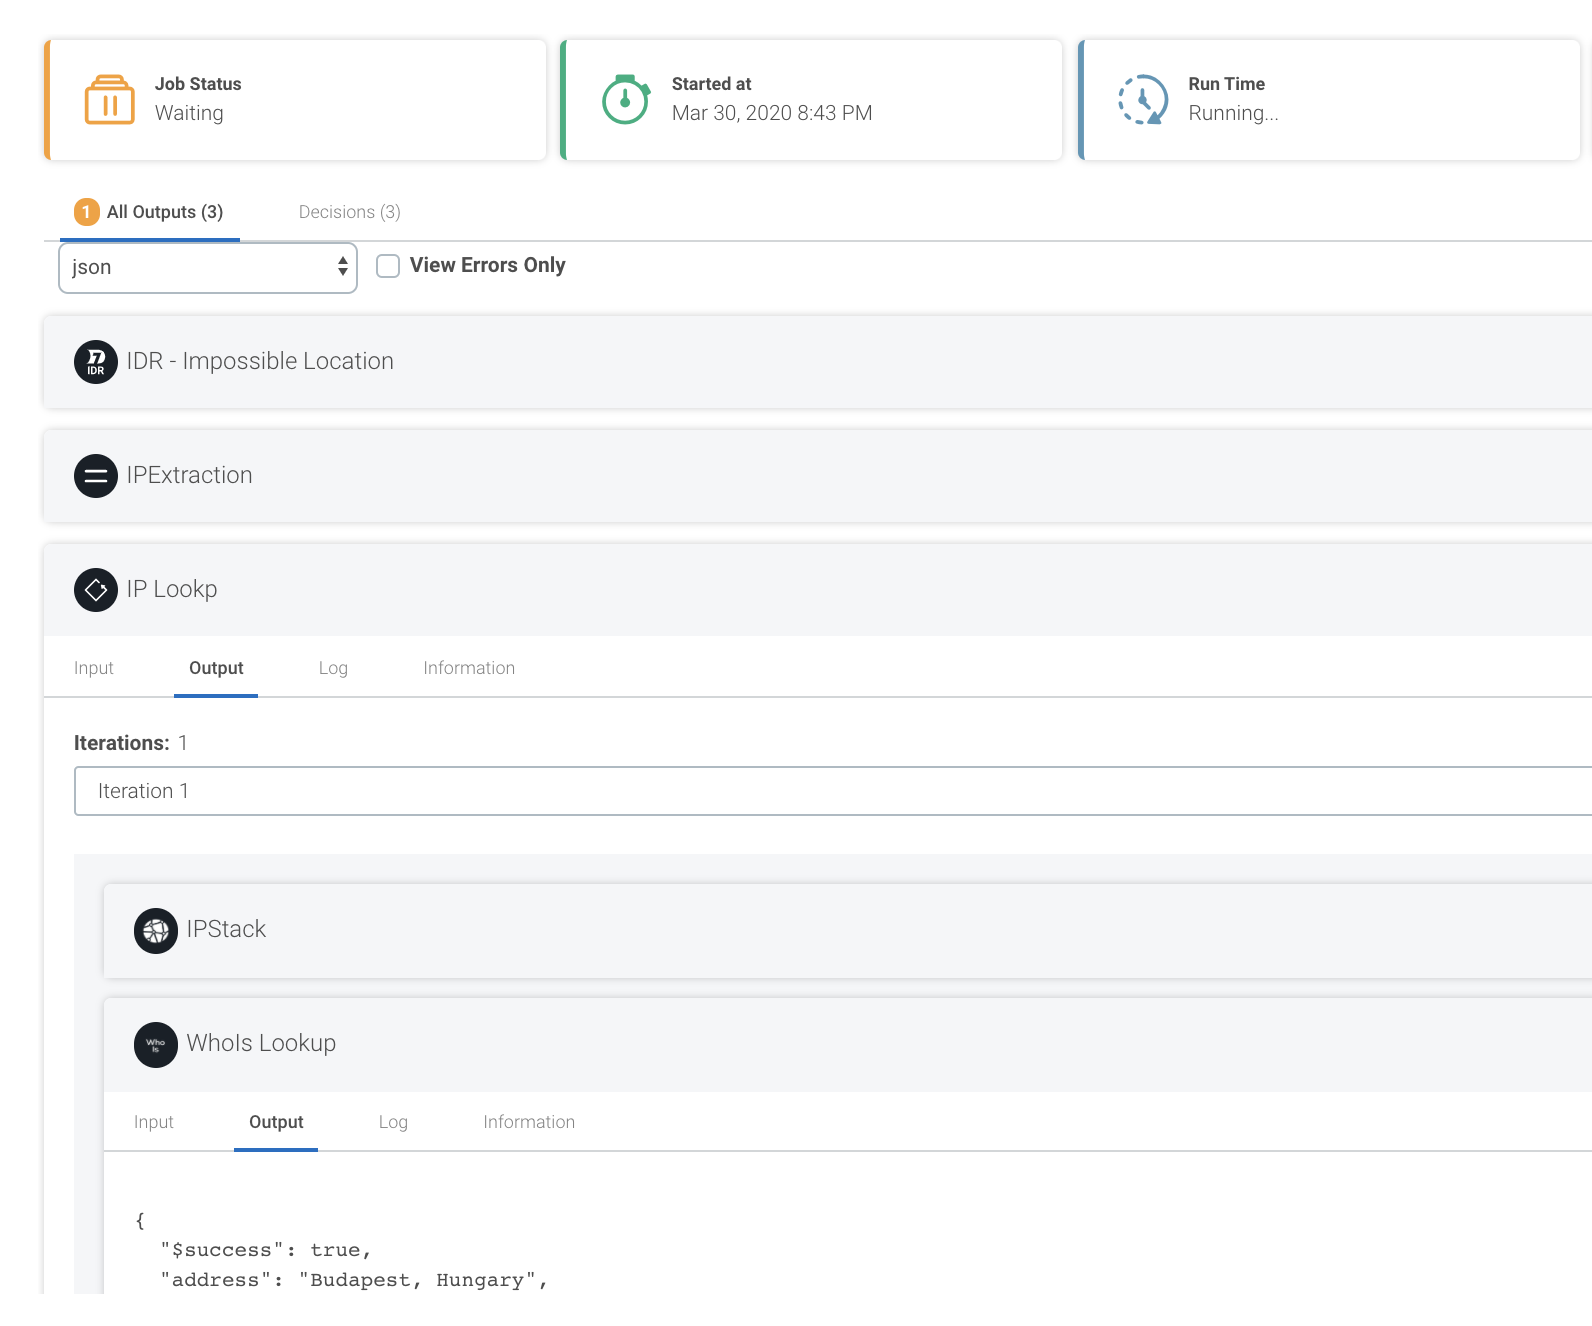 Job Status
Waiting
Started at
Mar 30, 2020 8:43 PM
Run Time
Running...
1 All Outputs (3)
Decisions (3)
json
View Errors Only
IDR
IDR - Impossible Location
IPExtraction
IP Lookp
Input
Output
Log
Information
Iterations: 1
Iteration 1
IPStack
Who
Is
WhoIs Lookup
Input
Output
Log
Information
{
"$success": true,
"address": "Budapest, Hungary",